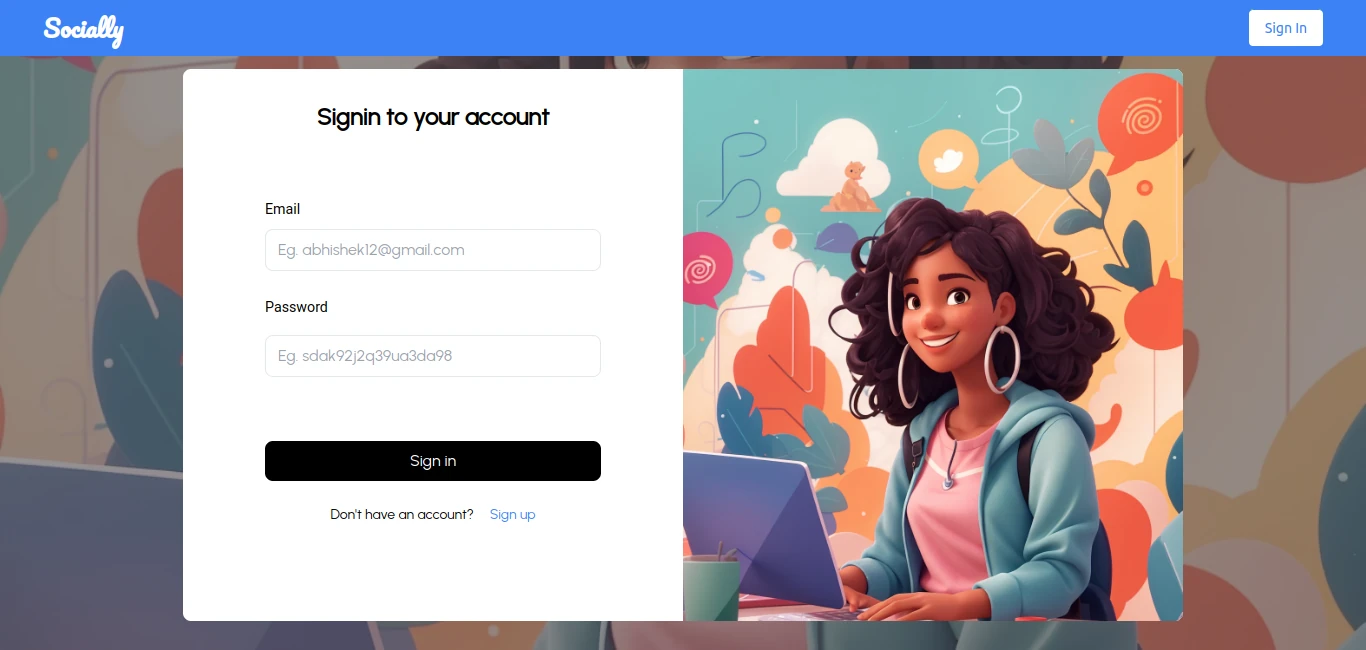 Socially
Sign In
Signin to your account
Email
Eg. abhishek12@gmail.com
Password
Eg. sdak92j2q39ua3da98
Sign in
Don't have an account? Sign up